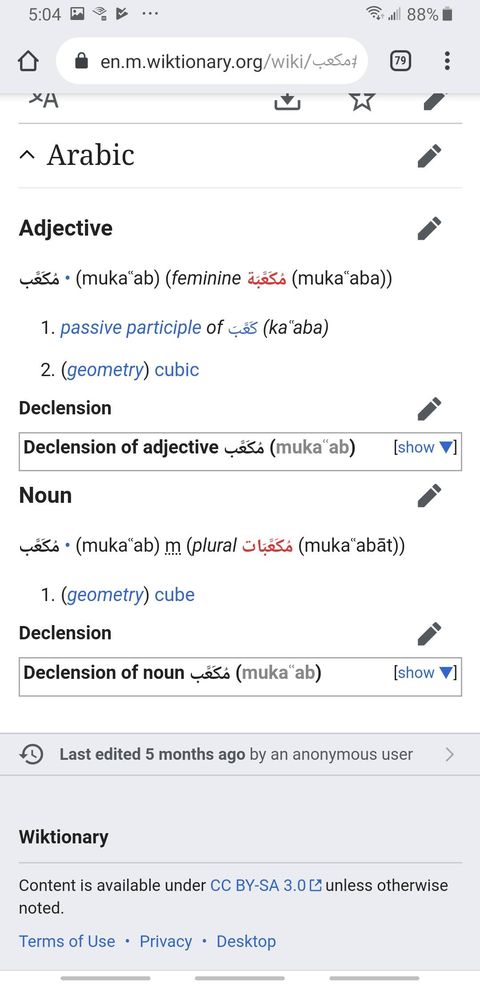 5:04 ··· 88%
en.m.wiktionary.org/wiki/مكعب# 79
Arabic
Adjective
مُكَعَّب • (mukaʿʿab) (feminine مُكَعَّبَة (mukaʿʿaba))
1. passive participle of كَعَّبَ (kaʿʿaba)
2. (geometry) cubic
Declension
Declension of adjective مُكَعَّب (mukaʿʿab) [show ▼]
Noun
مُكَعَّب • (mukaʿʿab) m (plural مُكَعَّبَات (mukaʿʿabāt))
1. (geometry) cube
Declension
Declension of noun مُكَعَّب (mukaʿʿab) [show ▼]
Last edited 5 months ago by an anonymous user
Wiktionary
Content is available under CC BY-SA 3.0 unless otherwise
noted.
Terms of Use • Privacy • Desktop